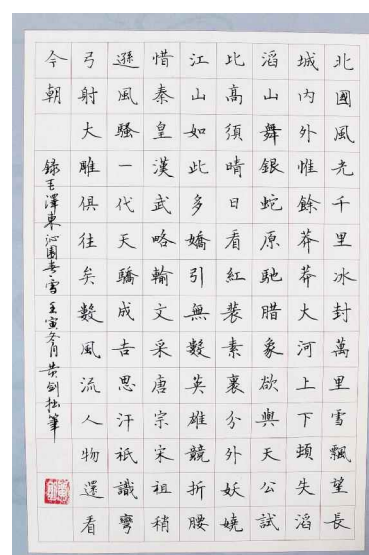 北國風光千里冰封萬里雪飄望長
城內外惟餘莽莽大河上下頓失滔
滔山舞銀蛇原馳腊象欲與天公試
比高須晴日看紅裝素裹分外妖嬈
江山如此多嬌引無數英雄競折腰
惜秦皇漢武略輸文采唐宗宋祖稍
遜風騷一代天驕成吉思汗祇識彎
弓射大雕俱往矣數風流人物還看
今朝
録毛澤東沁園春·雪 壬寅冬月 黄劍拙筆